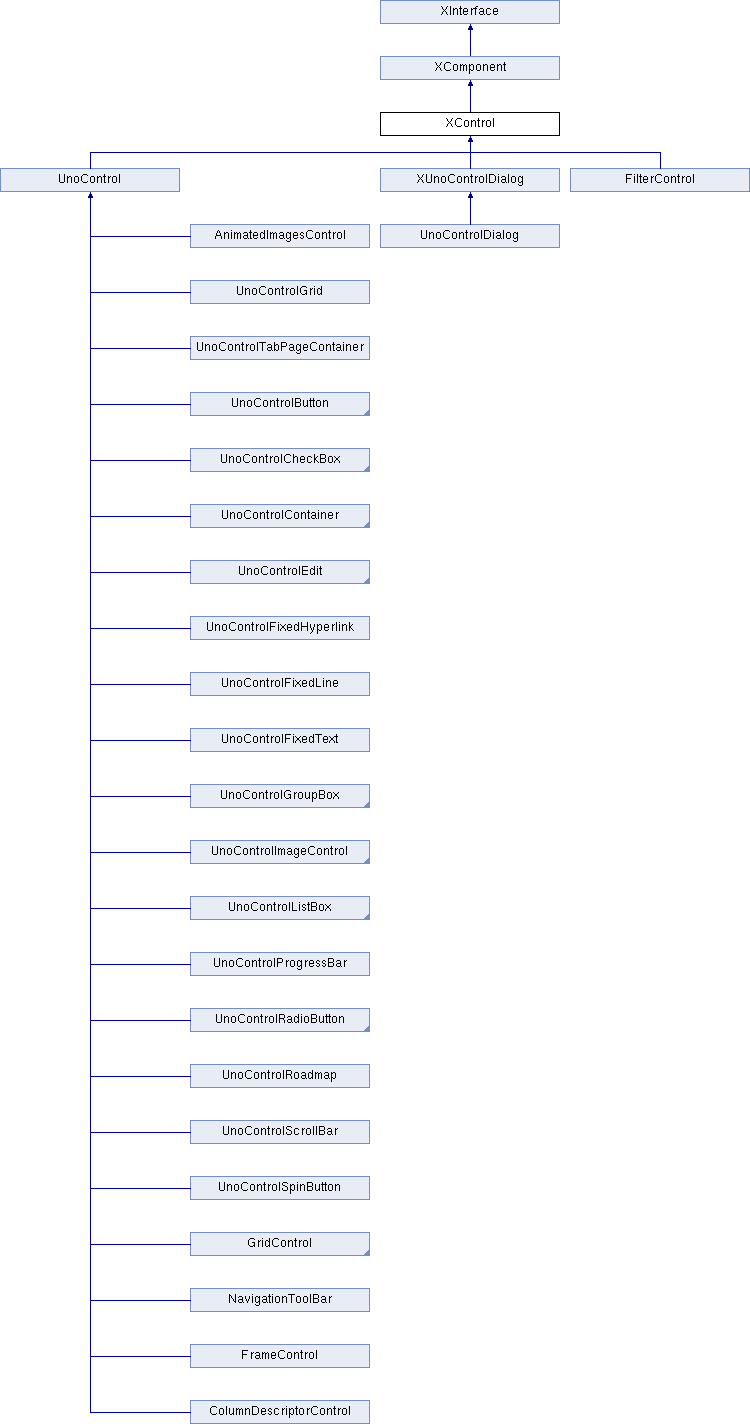 XInterface
XComponent
XControl
UnoControl
XUnoControlDialog
FilterControl
AnimatedImagesControl
UnoControlDialog
UnoControlGrid
UnoControlTabPageContainer
UnoControlButton
UnoControlCheckBox
UnoControlContainer
UnoControlEdit
UnoControlFixedHyperlink
UnoControlFixedLine
UnoControlFixedText
UnoControlGroupBox
UnoControlImageControl
UnoControlListBox
UnoControlProgressBar
UnoControlRadioButton
UnoControlRoadmap
UnoControlScrollBar
UnoControlSpinButton
GridControl
NavigationToolBar
FrameControl
ColumnDescriptorControl